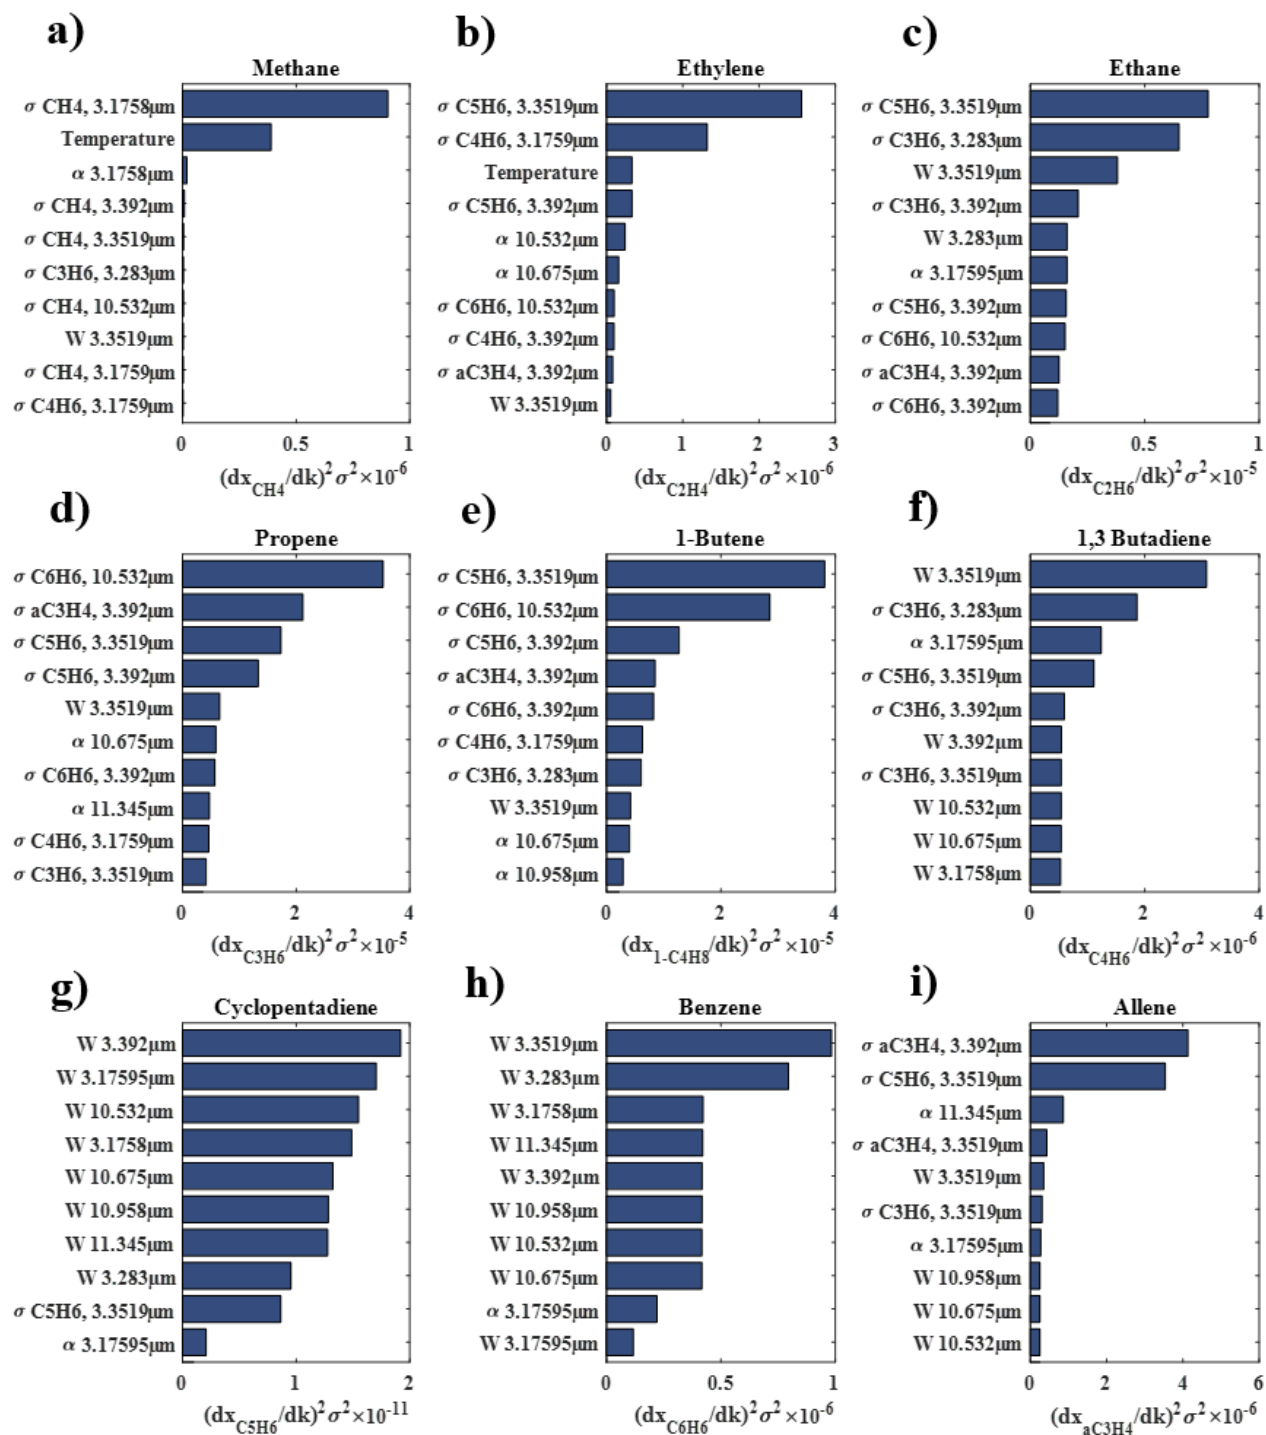 a)
Methane
σ CH4, 3.1758μm
Temperature
α 3.1758μm
σ CH4, 3.392μm
σ CH4, 3.3519μm
σ C3H6, 3.283μm
σ CH4, 10.532μm
W 3.3519μm
σ CH4, 3.1759μm
σ C4H6, 3.1759μm
0 0.5 1
(dx_CH4/dk)²σ²×10⁻⁶
b)
Ethylene
σ C5H6, 3.3519μm
σ C4H6, 3.1759μm
Temperature
σ C5H6, 3.392μm
α 10.532μm
α 10.675μm
σ C6H6, 10.532μm
σ C4H6, 3.392μm
σ aC3H4, 3.392μm
W 3.3519μm
0 1 2 3
(dx_C2H4/dk)²σ²×10⁻⁶
c)
Ethane
σ C5H6, 3.3519μm
σ C3H6, 3.283μm
W 3.3519μm
σ C3H6, 3.392μm
W 3.283μm
α 3.17595μm
σ C5H6, 3.392μm
σ C6H6, 10.532μm
σ aC3H4, 3.392μm
σ C6H6, 3.392μm
0 0.5 1
(dx_C2H6/dk)²σ²×10⁻⁵
d)
Propene
σ C6H6, 10.532μm
σ aC3H4, 3.392μm
σ C5H6, 3.3519μm
σ C5H6, 3.392μm
W 3.3519μm
α 10.675μm
σ C6H6, 3.392μm
α 11.345μm
σ C4H6, 3.1759μm
σ C3H6, 3.3519μm
0 2 4
(dx_C3H6/dk)²σ²×10⁻⁵
e)
1-Butene
σ C5H6, 3.3519μm
σ C6H6, 10.532μm
σ C5H6, 3.392μm
σ aC3H4, 3.392μm
σ C6H6, 3.392μm
σ C4H6, 3.1759μm
σ C3H6, 3.283μm
W 3.3519μm
α 10.675μm
α 10.958μm
0 2 4
(dx_1-C4H8/dk)²σ²×10⁻⁵
f)
1,3 Butadiene
W 3.3519μm
σ C3H6, 3.283μm
α 3.17595μm
σ C5H6, 3.3519μm
σ C3H6, 3.392μm
W 3.392μm
σ C3H6, 3.3519μm
W 10.532μm
W 10.675μm
W 3.1758μm
0 2 4
(dx_C4H6/dk)²σ²×10⁻⁶
g)
Cyclopentadiene
W 3.392μm
W 3.17595μm
W 10.532μm
W 3.1758μm
W 10.675μm
W 10.958μm
W 11.345μm
W 3.283μm
σ C5H6, 3.3519μm
α 3.17595μm
0 1 2
(dx_C5H6/dk)²σ²×10⁻¹¹
h)
Benzene
W 3.3519μm
W 3.283μm
W 3.1758μm
W 11.345μm
W 3.392μm
W 10.958μm
W 10.532μm
W 10.675μm
α 3.17595μm
W 3.17595μm
0 0.5 1
(dx_C6H6/dk)²σ²×10⁻⁶
i)
Allene
σ aC3H4, 3.392μm
σ C5H6, 3.3519μm
α 11.345μm
σ aC3H4, 3.3519μm
W 3.3519μm
σ C3H6, 3.3519μm
α 3.17595μm
W 10.958μm
W 10.675μm
W 10.532μm
0 2 4 6
(dx_aC3H4/dk)²σ²×10⁻⁶